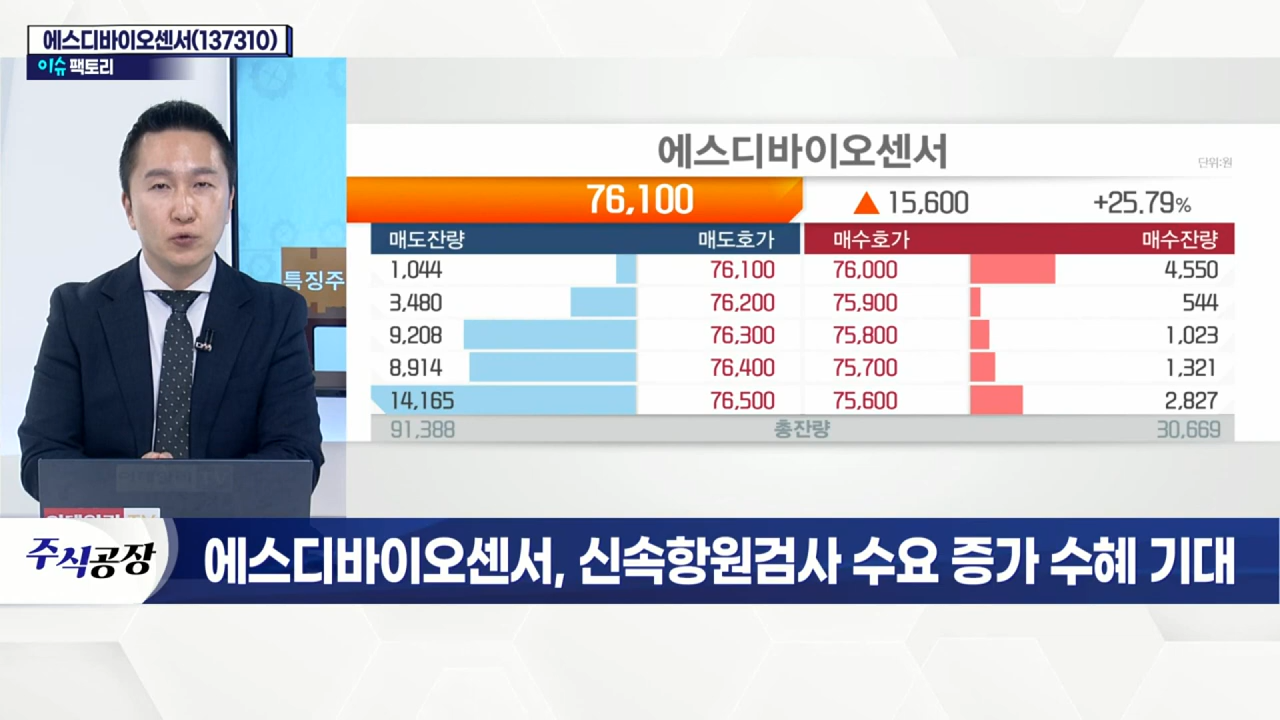 에스디바이오센서(137310)
이슈 팩토리
특징주
에스디바이오센서
단위:원
76,100 ▲ 15,600 +25.79%
매도잔량 매도호가 매수호가 매수잔량
1,044 76,100 76,000 4,550
3,480 76,200 75,900 544
9,208 76,300 75,800 1,023
8,914 76,400 75,700 1,321
14,165 76,500 75,600 2,827
91,388 총잔량 30,669
주식공장
에스디바이오센서, 신속항원검사 수요 증가 수혜 기대